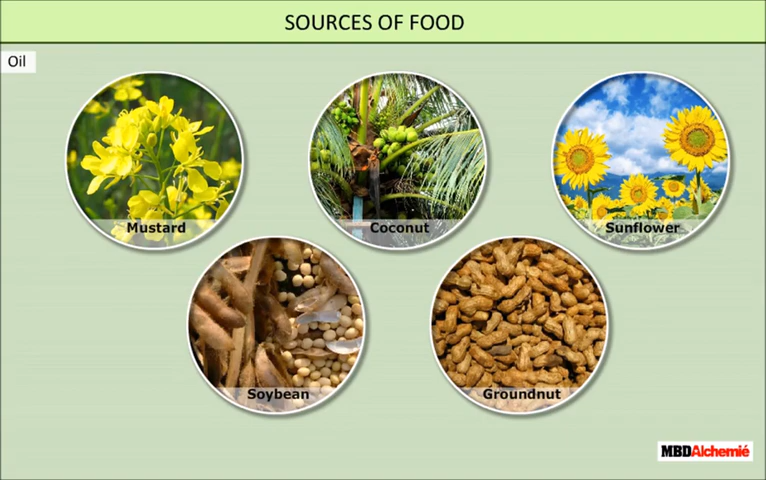 SOURCES OF FOOD
Oil
Mustard
Coconut
Sunflower
Soybean
Groundnut
MBDAlchemié